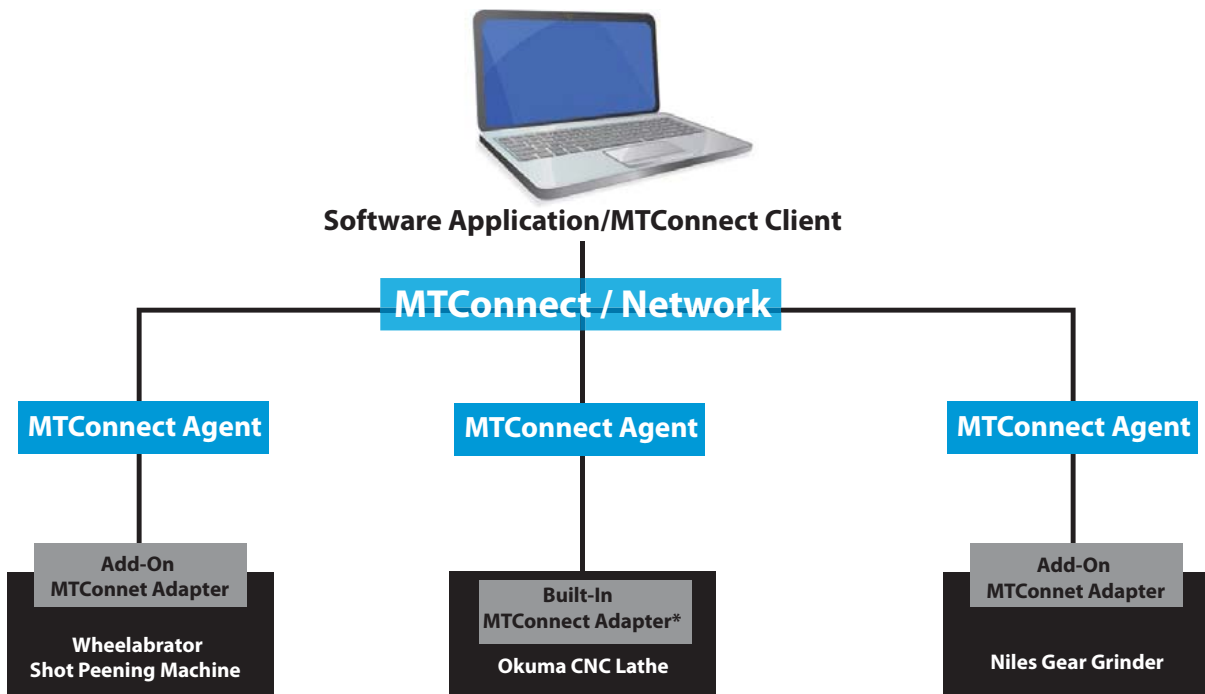 Software Application/MTConnect Client
MTConnect / Network
MTConnect Agent
MTConnect Agent
MTConnect Agent
Add-On
MTConnet Adapter
Wheelabrator
Shot Peening Machine
Built-In
MTConnect Adapter*
Okuma CNC Lathe
Add-On
MTConnet Adapter
Niles Gear Grinder